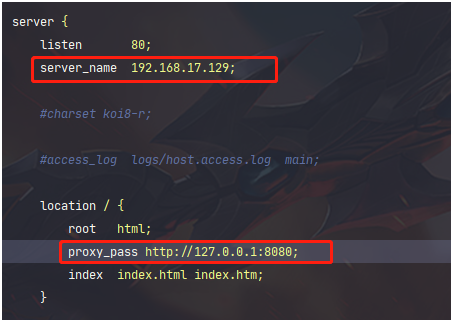 server {
listen 80;
server_name 192.168.17.129;
#charset koi8-r;
#access_log logs/host.access.log main;
location / {
root html;
proxy_pass http://127.0.0.1:8080;
index index.html index.htm;
}